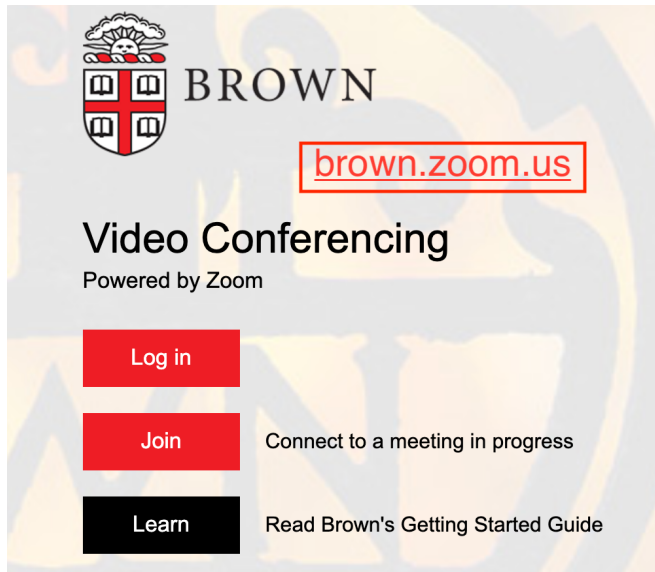 BROWN
brown.zoom.us
Video Conferencing
Powered by Zoom
Log in
Join Connect to a meeting in progress
Learn Read Brown's Getting Started Guide